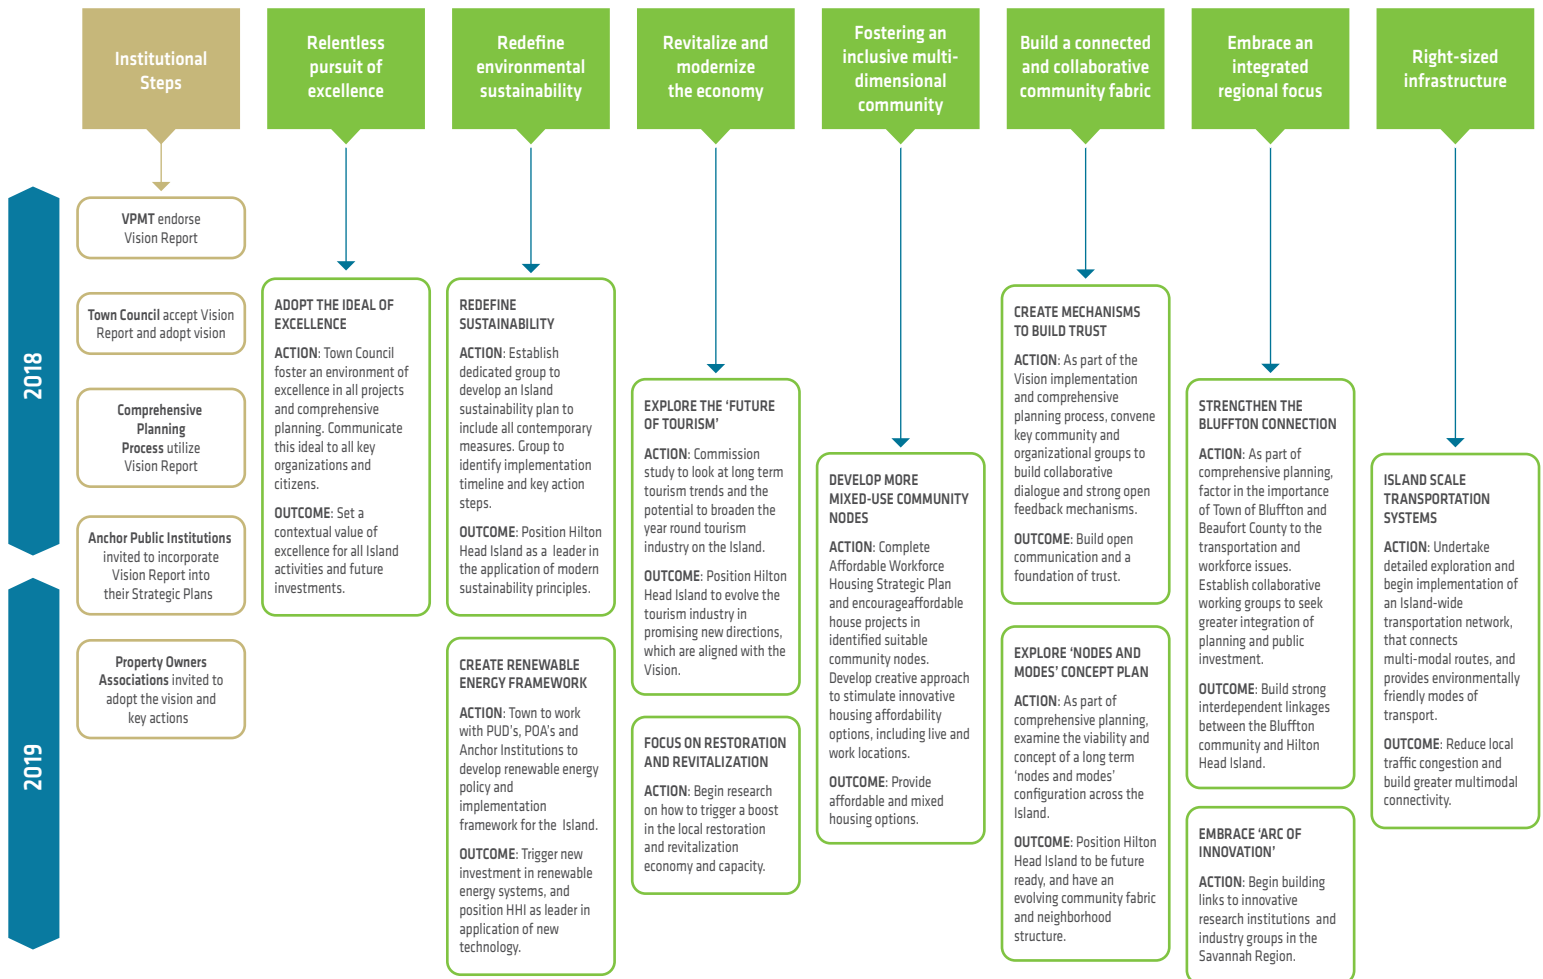 Institutional
Steps
Relentless
pursuit of
excellence
Redefine
environmental
sustainability
Revitalize and
modernize
the economy
Fostering an
inclusive multi-
dimensional
community
Build a connected
and collaborative
community fabric
Embrace an
integrated
regional focus
Right-sized
infrastructure
2018
2019
VPMT endorse
Vision Report
Town Council accept Vision
Report and adopt vision
Comprehensive
Planning
Process utilize
Vision Report
Anchor Public Institutions
invited to incorporate
Vision Report into
their Strategic Plans
Property Owners
Associations invited to
adopt the vision and
key actions
ADOPT THE IDEAL OF
EXCELLENCE
ACTION: Town Council
foster an environment of
excellence in all projects
and comprehensive
planning. Communicate
this ideal to all key
organizations and
citizens.
OUTCOME: Set a
contextual value of
excellence for all Island
activities and future
investments.
REDEFINE
SUSTAINABILITY
ACTION: Establish
dedicated group to
develop an Island
sustainability plan to
include all contemporary
measures. Group to
identify implementation
timeline and key action
steps.
OUTCOME: Position Hilton
Head Island as a leader in
the application of modern
sustainability principles.
CREATE RENEWABLE
ENERGY FRAMEWORK
ACTION: Town to work
with PUD's, POA's and
Anchor Institutions to
develop renewable energy
policy and
implementation
framework for the Island.
OUTCOME: Trigger new
investment in renewable
energy systems, and
position HHI as leader in
application of new
technology.
EXPLORE THE 'FUTURE
OF TOURISM'
ACTION: Commission
study to look at long term
tourism trends and the
potential to broaden the
year round tourism
industry on the Island.
OUTCOME: Position Hilton
Head Island to evolve the
tourism industry in
promising new directions,
which are aligned with the
Vision.
FOCUS ON RESTORATION
AND REVITALIZATION
ACTION: Begin research
on how to trigger a boost
in the local restoration
and revitalization
economy and capacity.
DEVELOP MORE
MIXED-USE COMMUNITY
NODES
ACTION: Complete
Affordable Workforce
Housing Strategic Plan
and encourageaffordable
house projects in
identified suitable
community nodes.
Develop creative approach
to stimulate innovative
housing affordability
options, including live and
work locations.
OUTCOME: Provide
affordable and mixed
housing options.
CREATE MECHANISMS
TO BUILD TRUST
ACTION: As part of the
Vision implementation
and comprehensive
planning process, convene
key community and
organizational groups to
build collaborative
dialogue and strong open
feedback mechanisms.
OUTCOME: Build open
communication and a
foundation of trust.
EXPLORE 'NODES AND
MODES' CONCEPT PLAN
ACTION: As part of
comprehensive planning,
examine the viability and
concept of a long term
'nodes and modes'
configuration across the
Island.
OUTCOME: Position Hilton
Head Island to be future
ready, and have an
evolving community fabric
and neighborhood
structure.
STRENGTHEN THE
BLUFFTON CONNECTION
ACTION: As part of
comprehensive planning,
factor in the importance
of Town of Bluffton and
Beaufort County to the
transportation and
workforce issues.
Establish collaborative
working groups to seek
greater integration of
planning and public
investment.
OUTCOME: Build strong
interdependent linkages
between the Bluffton
community and Hilton
Head Island.
EMBRACE 'ARC OF
INNOVATION'
ACTION: Begin building
links to innovative
research institutions and
industry groups in the
Savannah Region.
ISLAND SCALE
TRANSPORTATION
SYSTEMS
ACTION: Undertake
detailed exploration and
begin implementation of
an Island-wide
transportation network,
that connects
multi-modal routes, and
provides environmentally
friendly modes of
transport.
OUTCOME: Reduce local
traffic congestion and
build greater multimodal
connectivity.